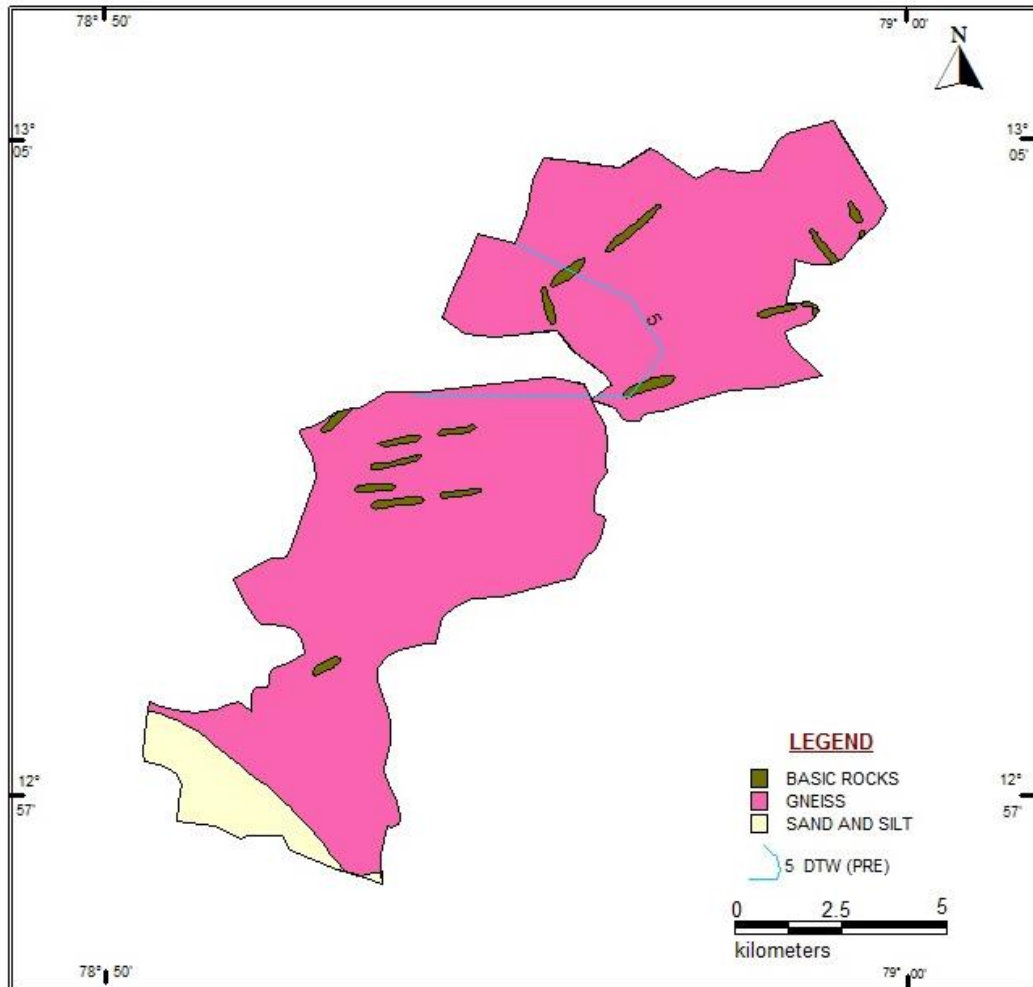 78° 50'
79° 00'
N
13°
05'
13°
05'
5
12°
57'
12°
57'
LEGEND
BASIC ROCKS
GNEISS
SAND AND SILT
5 DTW (PRE)
0 2.5 5
kilometers
78° 50'
79° 00'